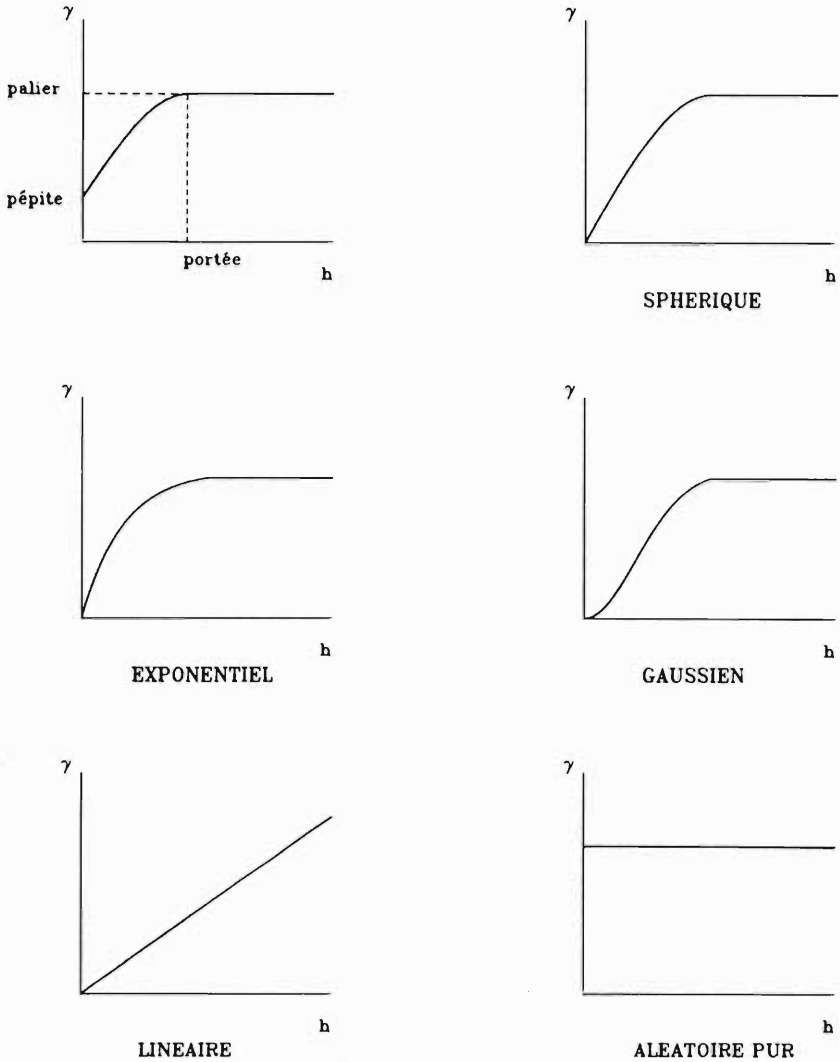 γ
palier
pépite
portée
h
γ
h
SPHERIQUE
γ
h
EXPONENTIEL
γ
h
GAUSSIEN
γ
h
LINEAIRE
γ
h
ALEATOIRE PUR